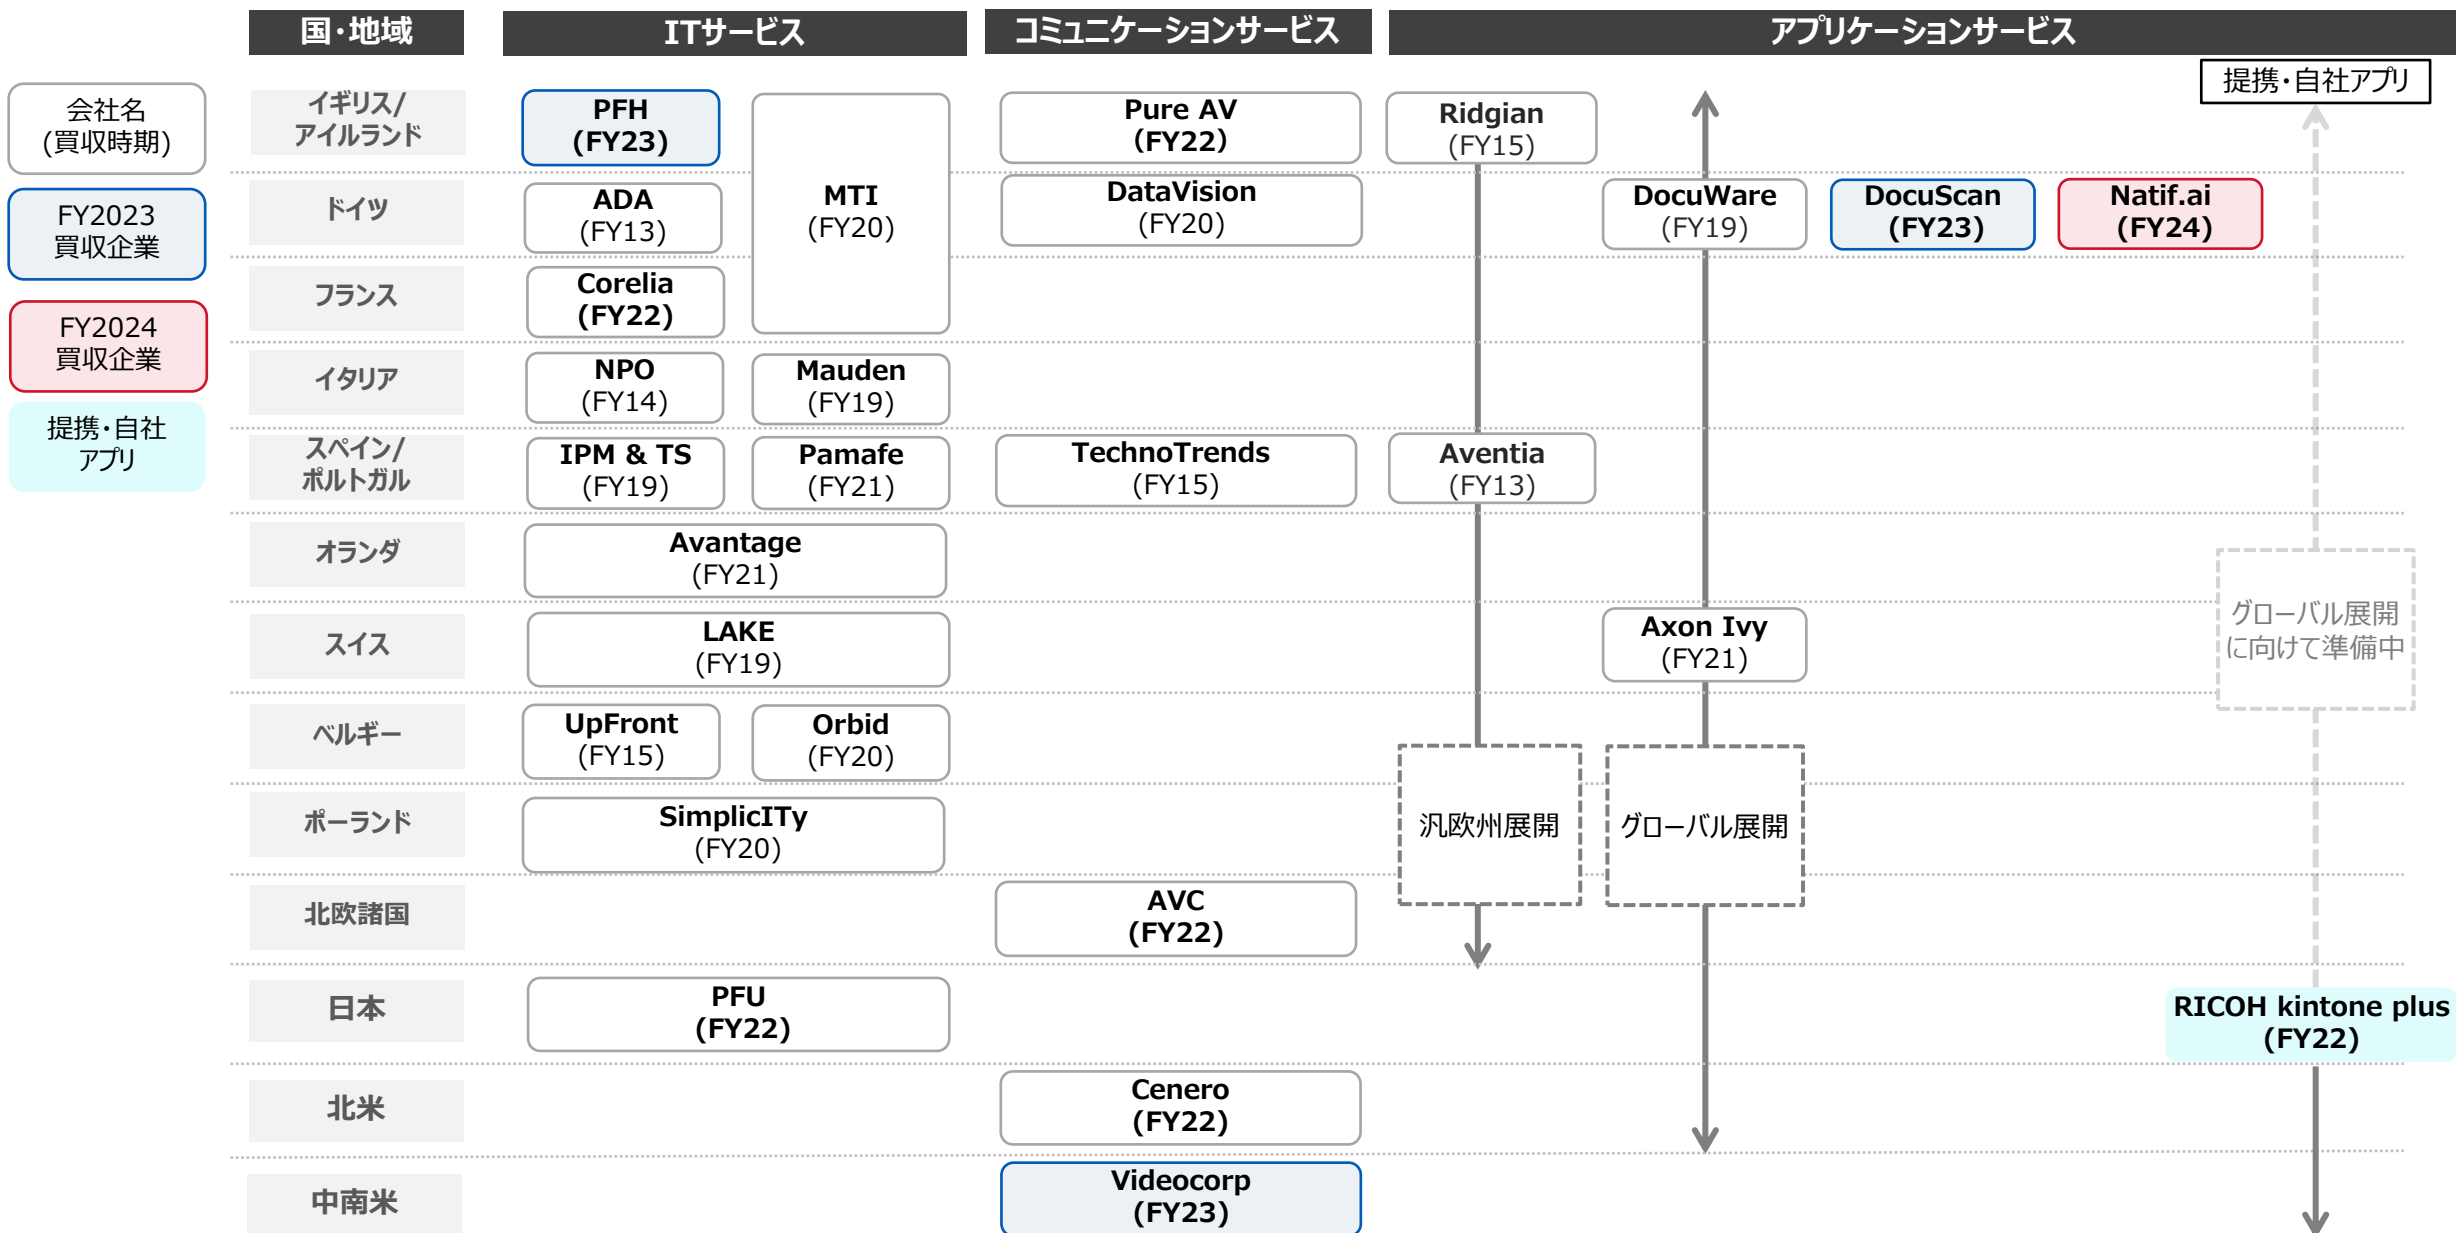 国・地域
ITサービス
コミュニケーションサービス
アプリケーションサービス
会社名
(買収時期)
FY2023
買収企業
FY2024
買収企業
提携・自社
アプリ
提携・自社アプリ
イギリス/
アイルランド
PFH
(FY23)
MTI
(FY20)
Pure AV
(FY22)
Ridgian
(FY15)
ドイツ
ADA
(FY13)
DataVision
(FY20)
DocuWare
(FY19)
DocuScan
(FY23)
Natif.ai
(FY24)
フランス
Corelia
(FY22)
イタリア
NPO
(FY14)
Mauden
(FY19)
スペイン/
ポルトガル
IPM & TS
(FY19)
Pamafe
(FY21)
TechnoTrends
(FY15)
Aventia
(FY13)
オランダ
Avantage
(FY21)
スイス
LAKE
(FY19)
Axon Ivy
(FY21)
グローバル展開
に向けて準備中
ベルギー
UpFront
(FY15)
Orbid
(FY20)
ポーランド
SimplicITy
(FY20)
汎欧州展開
グローバル展開
北欧諸国
AVC
(FY22)
日本
PFU
(FY22)
RICOH kintone plus
(FY22)
北米
Cenero
(FY22)
中南米
Videocorp
(FY23)